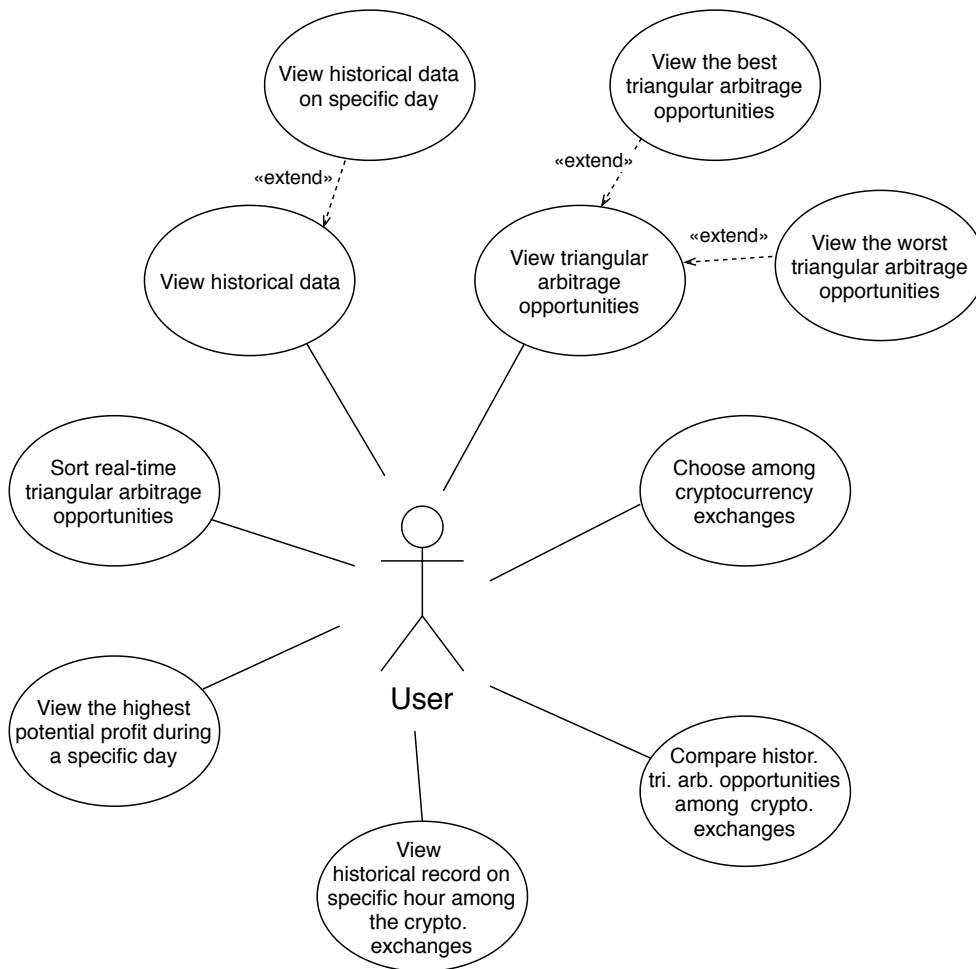 View historical data
on specific day
View the best
triangular arbitrage
opportunities
«extend»
«extend»
View historical data
View triangular
arbitrage
opportunities
«extend»
View the worst
triangular arbitrage
opportunities
Sort real-time
triangular arbitrage
opportunities
Choose among
cryptocurrency
exchanges
User
View the highest
potential profit during
a specific day
Compare histor.
tri. arb. opportunities
among crypto.
exchanges
View
historical record on
specific hour among
the crypto.
exchanges